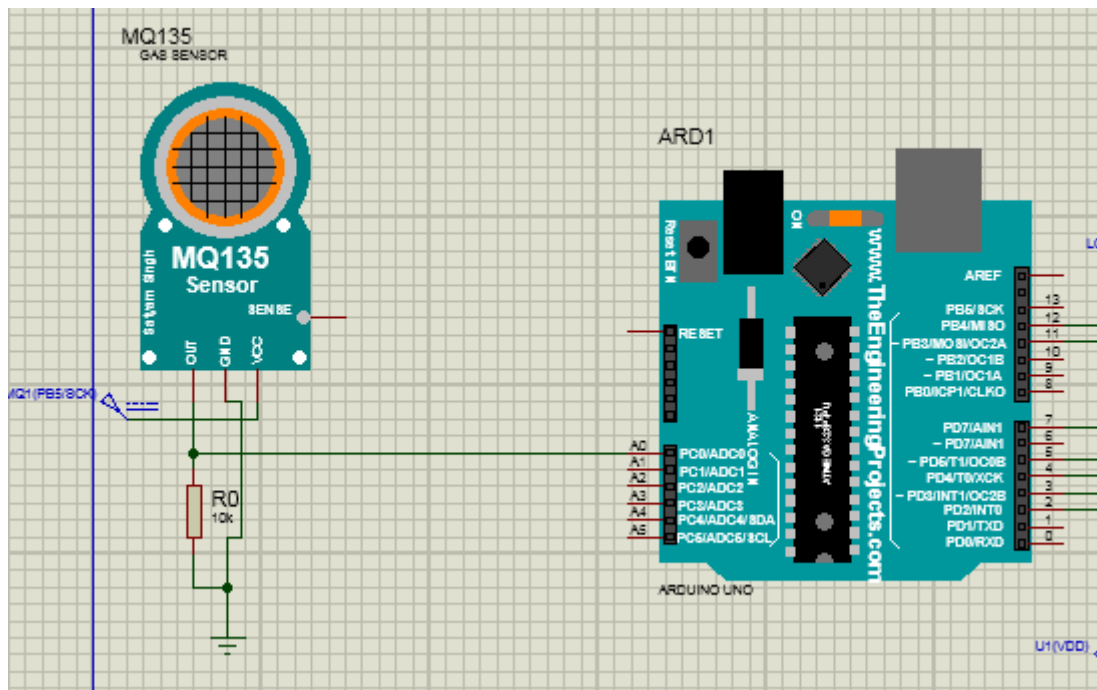 MQ135
GAS SENSOR
MQ135
Sensor
Satyam Singh
SENSE
OUT
GND
VCC
MQ1(PB5/SCK)
R0
10k
ARD1
Reset BTN
ON
www.TheEngineeringProjects.com
RESET
ANALOG IN
A0
A1
A2
A3
A4
A5
PC0/ADC0
PC1/ADC1
PC2/ADC2
PC3/ADC3
PC4/ADC4/SDA
PC5/ADC5/SCL
AREF
PB5/SCK
PB4/MISO
~ PB3/MOSI/OC2A
~ PB2/OC1B
~ PB1/OC1A
PB0/ICP1/CLKO
13
12
11
10
9
8
PD7/AIN1
~ PD7/AIN1
~ PD5/T1/OC0B
PD4/T0/XCK
~ PD3/INT1/OC2B
PD2/INT0
PD1/TXD
PD0/RXD
7
6
5
4
3
2
1
0
ARDUINO UNO
U1(VDD)